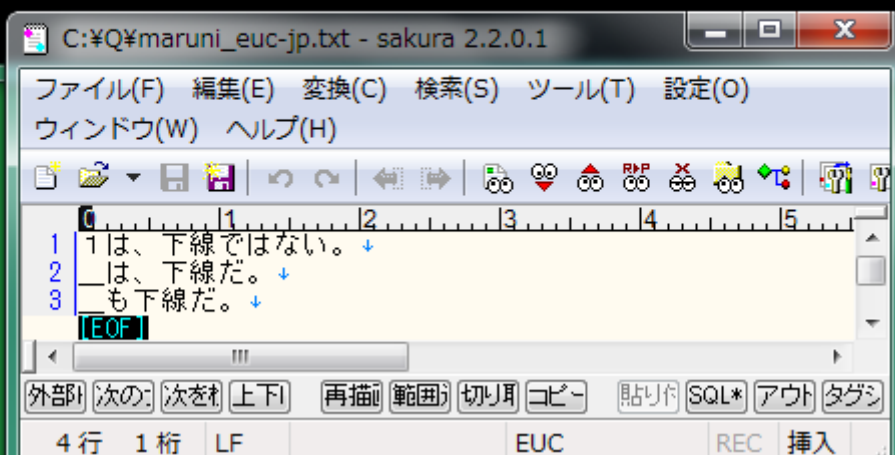 C:¥Q¥maruni_euc-jp.txt - sakura 2.2.0.1
ファイル(F) 編集(E) 変換(C) 検索(S) ツール(T) 設定(O)
ウィンドウ(W) ヘルプ(H)
0 1 2 3 4 5
1 1は、下線ではない。↓
2 __は、下線だ。↓
3 __も下線だ。↓
[EOF]
外部 次の 次を 上下 再描画 範囲 切り取 コピー 貼り付 SQL* アウト タグジ
4 行 1 桁 LF EUC REC 挿入